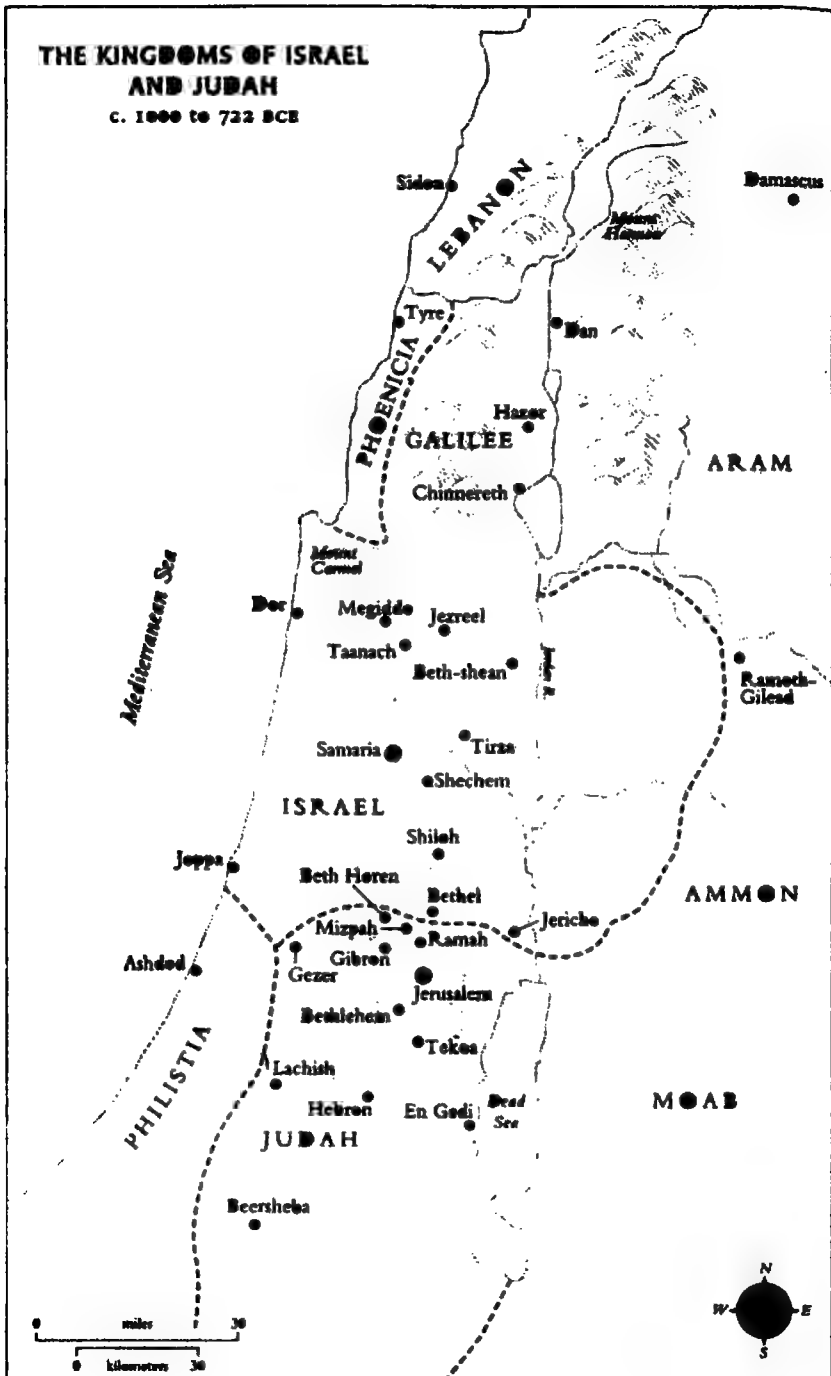 THE KINGDOMS OF ISRAEL
AND JUDAH
c. 1000 to 722 BCE
Sidon
LEBANON
Damascus
Mount
Hermon
Tyre
Dan
PHOENICIA
Hazor
GALILEE
ARAM
Chinnereth
Mount
Carmel
Mediterranean Sea
Dor
Megiddo
Jezreel
Taanach
Beth-shean
Jordan R.
Ramoth-
Gilead
Samaria
Tirza
Shechem
ISRAEL
Shiloh
Joppa
Beth Horen
Bethel
AMMON
Mizpah
Ramah
Jericho
Gibron
Gezer
Ashdod
Jerusalem
Bethlehem
Tekoa
PHILISTIA
Lachish
Hebron
En Gedi
Dead
Sea
MOAB
JUDAH
Beersheba
0 miles 30
0 kilometers 30
N
W E
S